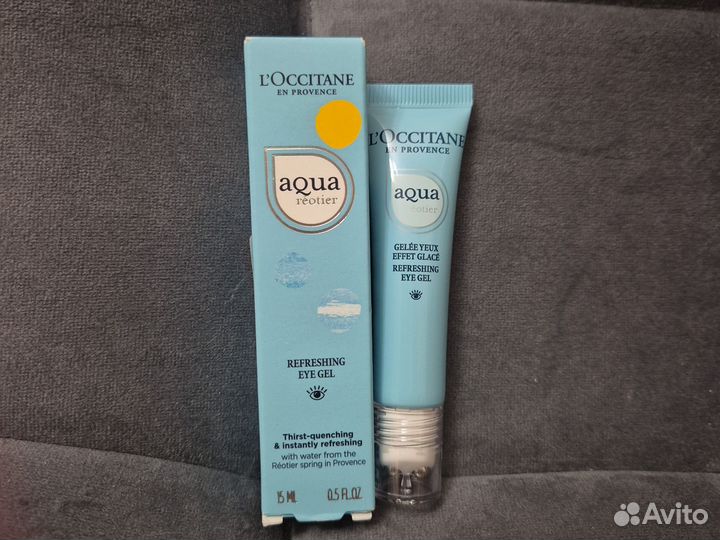 L'OCCITANE
EN PROVENCE
aqua
réotier
REFRESHING
EYE GEL
Thirst-quenching
& instantly refreshing
with water from the
Réotier spring in Provence
15 ML 0.5 FL.OZ
L'OCCITANE
EN PROVENCE
aqua
réotier
GELÉE YEUX
EFFET GLACÉ
REFRESHING
EYE GEL
Avito